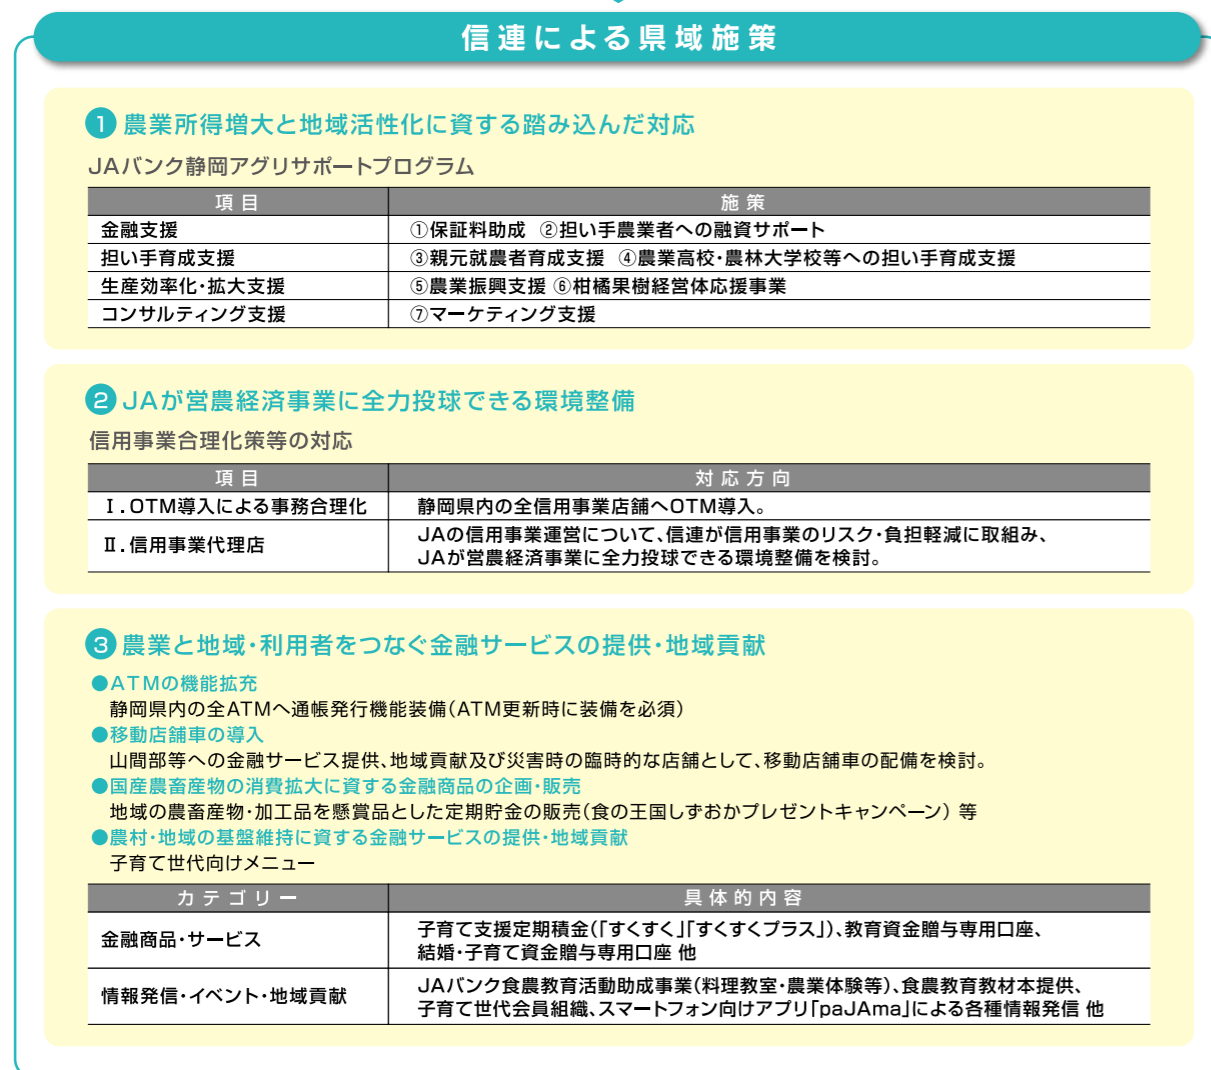 信連による県域施策
1 農業所得増大と地域活性化に資する踏み込んだ対応
JAバンク静岡アグリサポートプログラム
項目 施策
金融支援 ①保証料助成 ②担い手農業者への融資サポート
担い手育成支援 ③親元就農者育成支援 ④農業高校・農林大学校等への担い手育成支援
生産効率化・拡大支援 ⑤農業振興支援 ⑥柑橘果樹経営体応援事業
コンサルティング支援 ⑦マーケティング支援
2 JAが営農経済事業に全力投球できる環境整備
信用事業合理化策等の対応
項目 対応方向
Ⅰ.OTM導入による事務合理化 静岡県内の全信用事業店舗へOTM導入。
Ⅱ.信用事業代理店 JAの信用事業運営について、信連が信用事業のリスク・負担軽減に取組み、
JAが営農経済事業に全力投球できる環境整備を検討。
3 農業と地域・利用者をつなぐ金融サービスの提供・地域貢献
●ATMの機能拡充
静岡県内の全ATMへ通帳発行機能装備(ATM更新時に装備を必須)
●移動店舗車の導入
山間部等への金融サービス提供、地域貢献及び災害時の臨時的な店舗として、移動店舗車の配備を検討。
●国産農畜産物の消費拡大に資する金融商品の企画・販売
地域の農畜産物・加工品を懸賞品とした定期貯金の販売(食の王国しずおかプレゼントキャンペーン) 等
●農村・地域の基盤維持に資する金融サービスの提供・地域貢献
子育て世代向けメニュー
カテゴリー 具体的内容
金融商品・サービス 子育て支援定期積金(「すくすく」「すくすくプラス」)、教育資金贈与専用口座、
結婚・子育て資金贈与専用口座 他
情報発信・イベント・地域貢献 JAバンク食農教育活動助成事業(料理教室・農業体験等)、食農教育教材本提供、
子育て世代会員組織、スマートフォン向けアプリ「paJAma」による各種情報発信 他